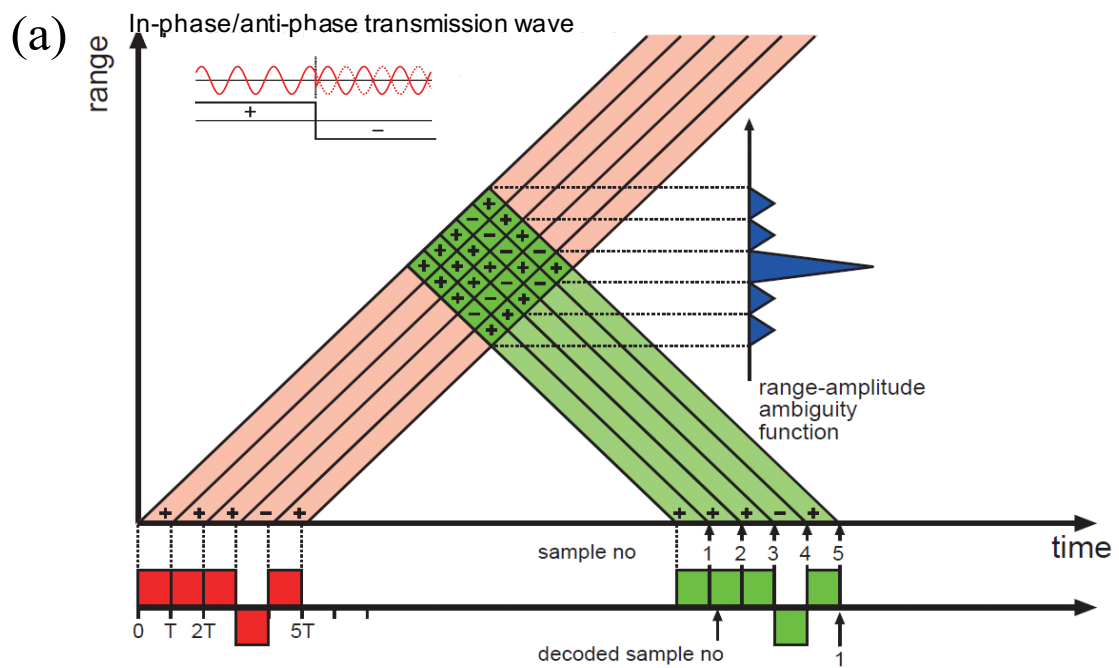 (a)
In-phase/anti-phase transmission wave
range
+
−
+
− +
+ − +
+ + − −
+ + + + +
+ + − −
+ − +
− +
+
range-amplitude
ambiguity
function
+ + + − +
+ + + − +
sample no 1 2 3 4 5
time
0 T 2T 5T
decoded sample no
1